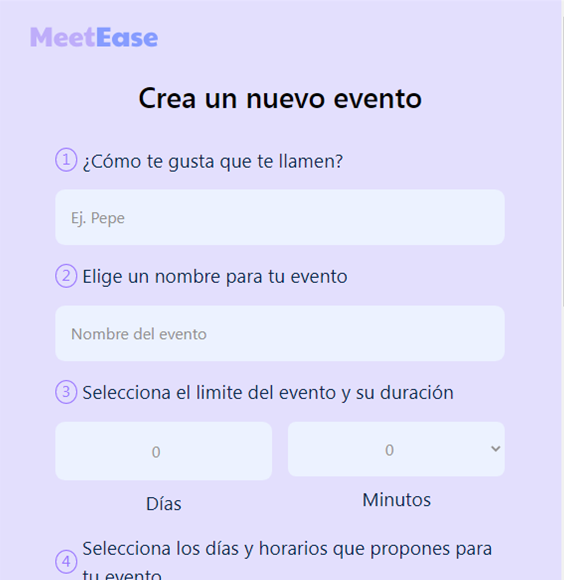 MeetEase
Crea un nuevo evento
1 ¿Cómo te gusta que te llamen?
Ej. Pepe
2 Elige un nombre para tu evento
Nombre del evento
3 Selecciona el limite del evento y su duración
0 0
Días Minutos
4 Selecciona los días y horarios que propones para
tu evento